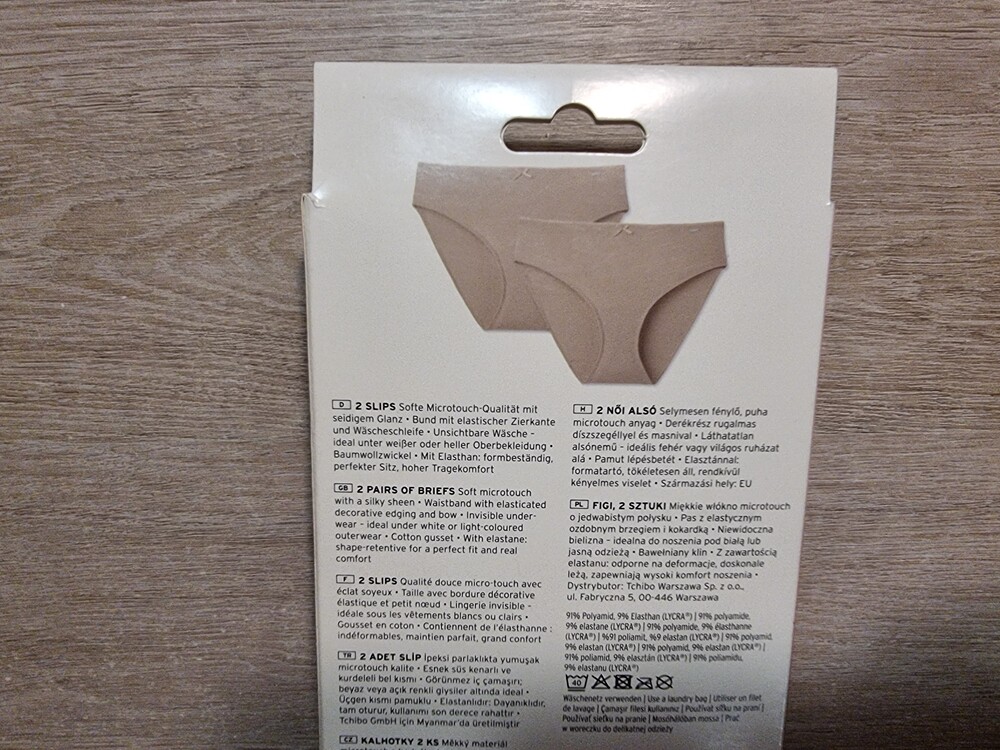 D 2 SLIPS Softe Microtouch-Qualität mit
seidigem Glanz • Bund mit elastischer Zierkante
und Wäscheschleife • Unsichtbare Wäsche –
ideal unter weißer oder heller Oberbekleidung •
Baumwollzwickel • Mit Elasthan: formbeständig,
perfekter Sitz, hoher Tragekomfort
GB 2 PAIRS OF BRIEFS Soft microtouch
with a silky sheen • Waistband with elasticated
decorative edging and bow • Invisible under-
wear – ideal under white or light-coloured
outerwear • Cotton gusset • With elastane:
shape-retentive for a perfect fit and real
comfort
F 2 SLIPS Qualité douce micro-touch avec
éclat soyeux • Taille avec bordure décorative
élastique et petit nœud • Lingerie invisible –
idéale sous les vêtements blancs ou clairs •
Gousset en coton • Contiennent de l'élasthanne :
indéformables, maintien parfait, grand confort
TR 2 ADET SLİP İpeksi parlaklıkta yumuşak
microtouch kalite • Esnek süs kenarlı ve
kurdeleli bel kısmı • Görünmez iç çamaşırı;
beyaz veya açık renkli giysiler altında ideal •
Üçgen kısmı pamuklu • Elastanlıdır: Dayanıklıdır,
tam oturur, kullanımı son derece rahattır •
Tchibo GmbH için Myanmar'da üretilmiştir
CZ KALHOTKY 2 KS Měkký materiál
H 2 NŐI ALSÓ Selymesen fénylő, puha
microtouch anyag • Derékrész rugalmas
díszszegéllyel és masnival • Láthatatlan
alsónemű – ideális fehér vagy világos ruházat
alá • Pamut lépésbetét • Elasztánnal:
formatartó, tökéletesen áll, rendkívül
kényelmes viselet • Származási hely: EU
PL FIGI, 2 SZTUKI Miękkie włókno microtouch
o jedwabistym połysku • Pas z elastycznym
ozdobnym brzegiem i kokardką • Niewidoczna
bielizna – idealna do noszenia pod białą lub
jasną odzieżą • Bawełniany klin • Z zawartością
elastanu: odporne na deformacje, doskonale
leżą, zapewniają wysoki komfort noszenia •
Dystrybutor: Tchibo Warszawa Sp. z o.o.,
ul. Fabryczna 5, 00-446 Warszawa
91% Polyamid, 9% Elasthan (LYCRA®) | 91% polyamide,
9% elastane (LYCRA®) | 91% polyamide, 9% élasthanne
(LYCRA®) | %91 poliamit, %9 elastan (LYCRA®) | 91% polyamid,
9% elastan (LYCRA®) | 91% polyamid, 9% elastan (LYCRA®) |
91% poliamid, 9% elasztán (LYCRA®) | 91% poliamidu,
9% elastanu (LYCRA®)
40
Wäschenetz verwenden | Use a laundry bag | Utiliser un filet
de lavage | Çamaşır filesi kullanınız | Používat síťku na praní |
Používať sieťku na pranie | Mosóhálóban mossa | Prać
w woreczku do delikatnej odzieży